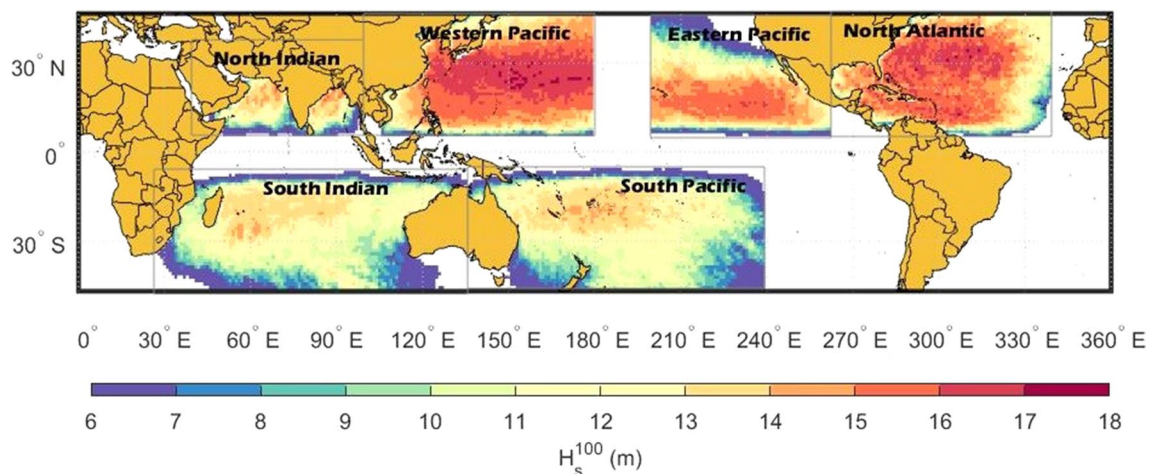 Western Pacific
Eastern Pacific
North Atlantic
North Indian
30° N
0°
South Indian
South Pacific
30° S
0° 30° E 60° E 90° E 120° E 150° E 180° E 210° E 240° E 270° E 300° E 330° E 360° E
6 7 8 9 10 11 12 13 14 15 16 17 18
H_s^100 (m)